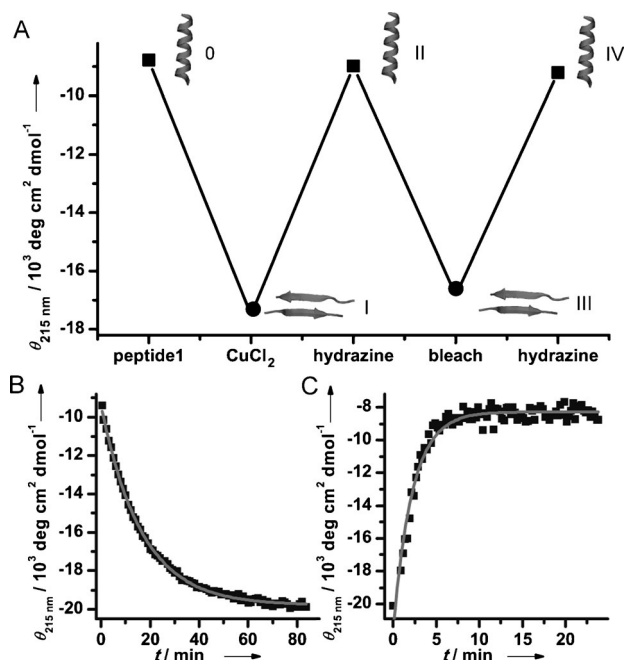 A
0
II
IV
θ215 nm / 10³ deg cm² dmol⁻¹
-10
-12
-14
-16
-18
I
III
peptide1 CuCl₂ hydrazine bleach hydrazine
B
θ215 nm / 10³ deg cm² dmol⁻¹
-10
-12
-14
-16
-18
-20
0 20 40 60 80
t / min
C
θ215 nm / 10³ deg cm² dmol⁻¹
-8
-9
-12
-14
-16
-18
-20
0 5 10 15 20
t / min